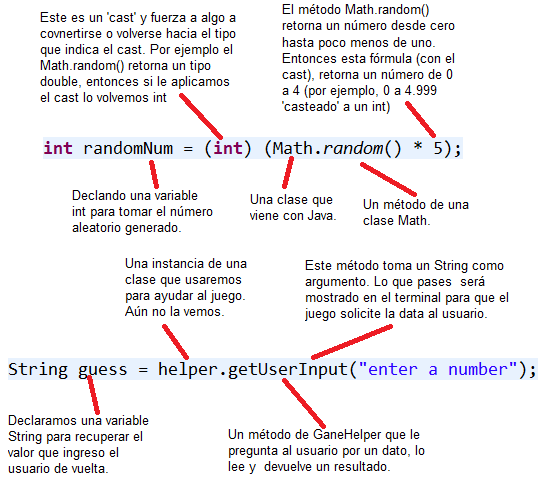 Este es un 'cast' y fuerza a algo a
covnertirse o volverse hacia el tipo
que indica el cast. Por ejemplo el
Math.random() retorna un tipo
double, entonces si le aplicamos
el cast lo volvemos int
El método Math.random()
retorna un número desde cero
hasta poco menos de uno.
Entonces esta fórmula (con el
cast), retorna un número de 0
a 4 (por ejemplo, 0 a 4.999
'casteado' a un int)
int randomNum = (int) (Math.random() * 5);
Declando una variable
int para tomar el número
aleatorio generado.
Una clase que
viene con Java.
Un método de una
clase Math.
Una instancia de una
clase que usaremos
para ayudar al juego.
Aún no la vemos.
Este método toma un String como
argumento. Lo que pases será
mostrado en el terminal para que el
juego solicite la data al usuario.
String guess = helper.getUserInput("enter a number");
Declaramos una variable
String para recuperar el
valor que ingreso el
usuario de vuelta.
Un método de GaneHelper que le
pregunta al usuario por un dato, lo
lee y devuelve un resultado.